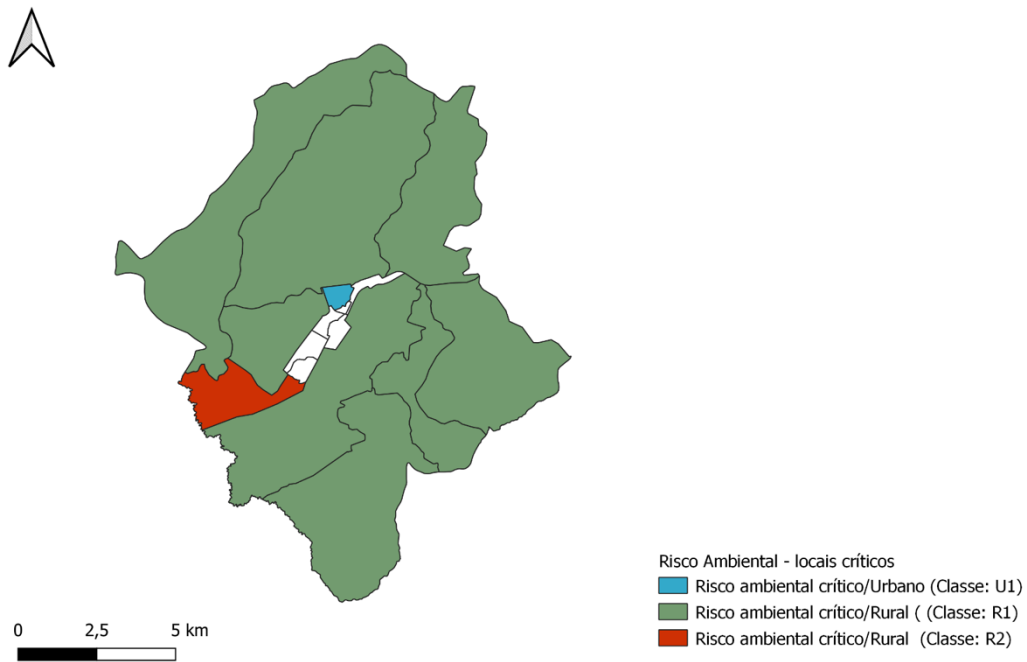 0 2,5 5 km
Risco Ambiental - locais críticos
Risco ambiental crítico/Urbano (Classe: U1)
Risco ambiental crítico/Rural ( (Classe: R1)
Risco ambiental crítico/Rural (Classe: R2)